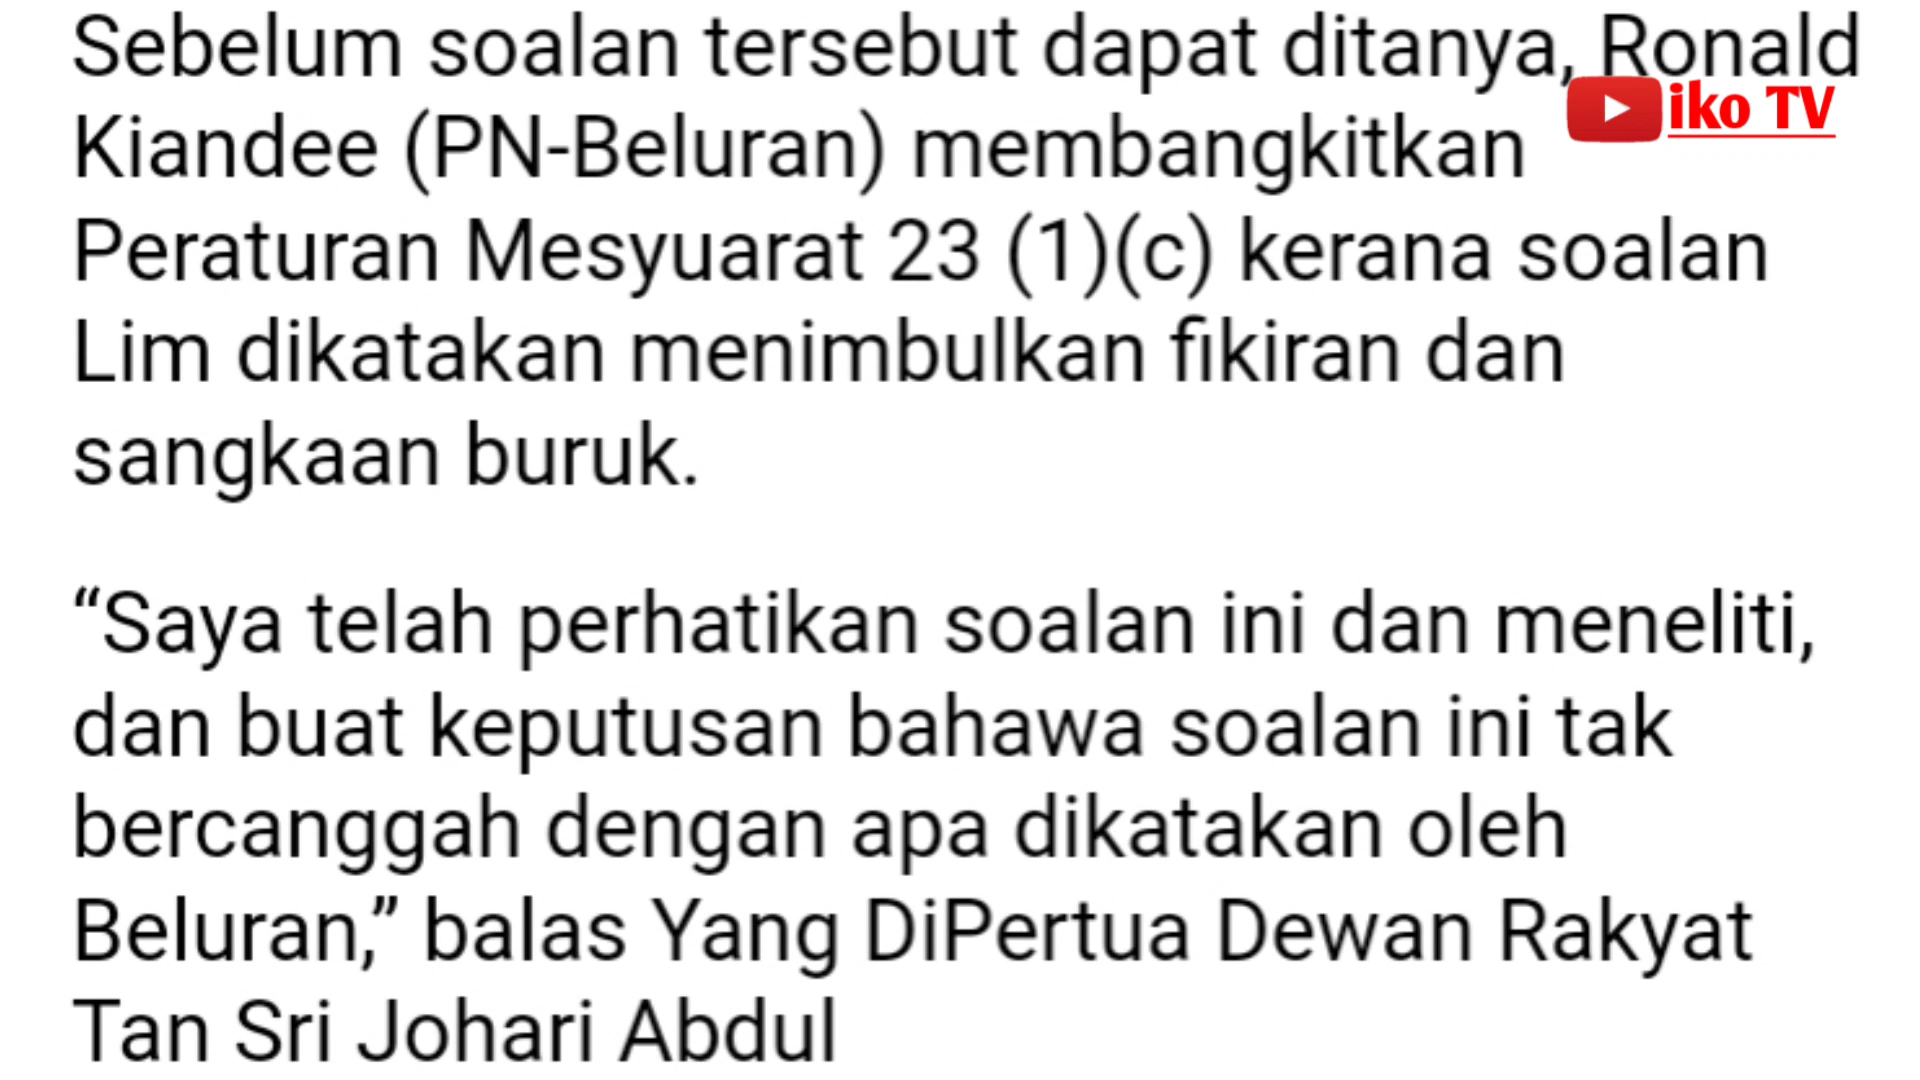 Sebelum soalan tersebut dapat ditanya, Ronald
iko TV
Kiandee (PN-Beluran) membangkitkan
Peraturan Mesyuarat 23 (1)(c) kerana soalan
Lim dikatakan menimbulkan fikiran dan
sangkaan buruk.
“Saya telah perhatikan soalan ini dan meneliti,
dan buat keputusan bahawa soalan ini tak
bercanggah dengan apa dikatakan oleh
Beluran,” balas Yang DiPertua Dewan Rakyat
Tan Sri Johari Abdul